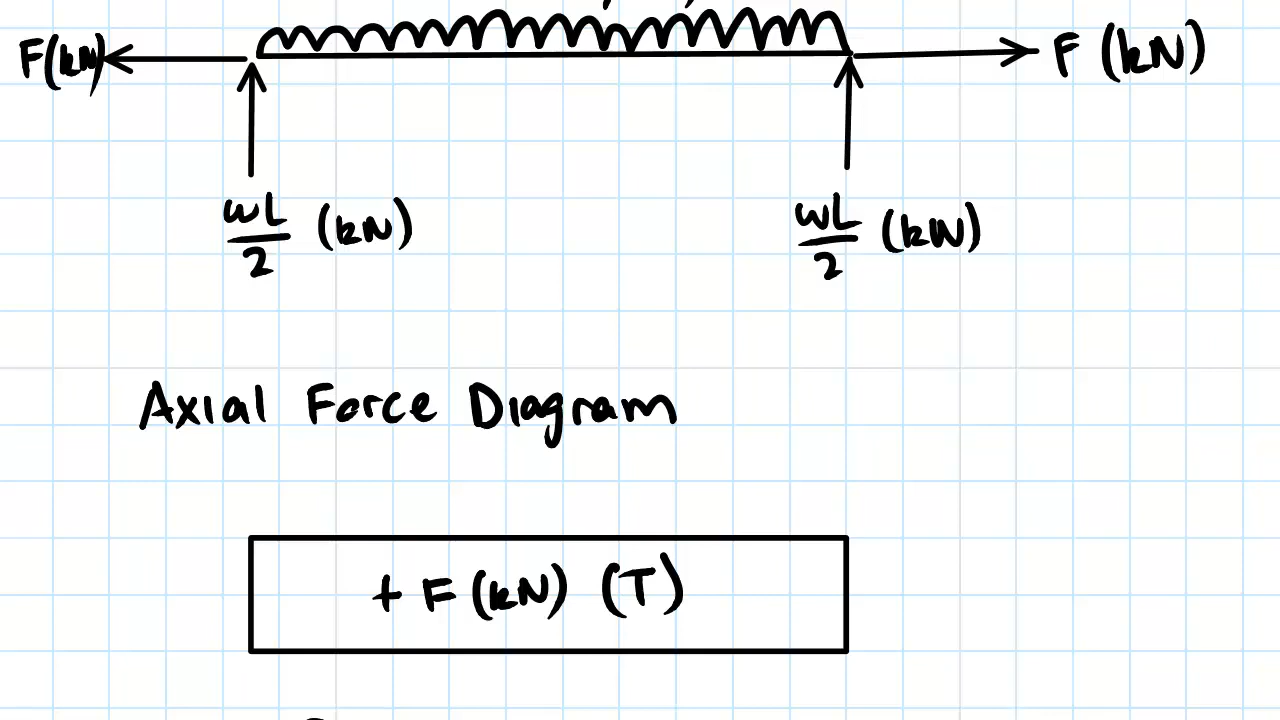 F(kN) F (kN)
wL/2 (kN) wL/2 (kN)
Axial Force Diagram
+ F (kN) (T)